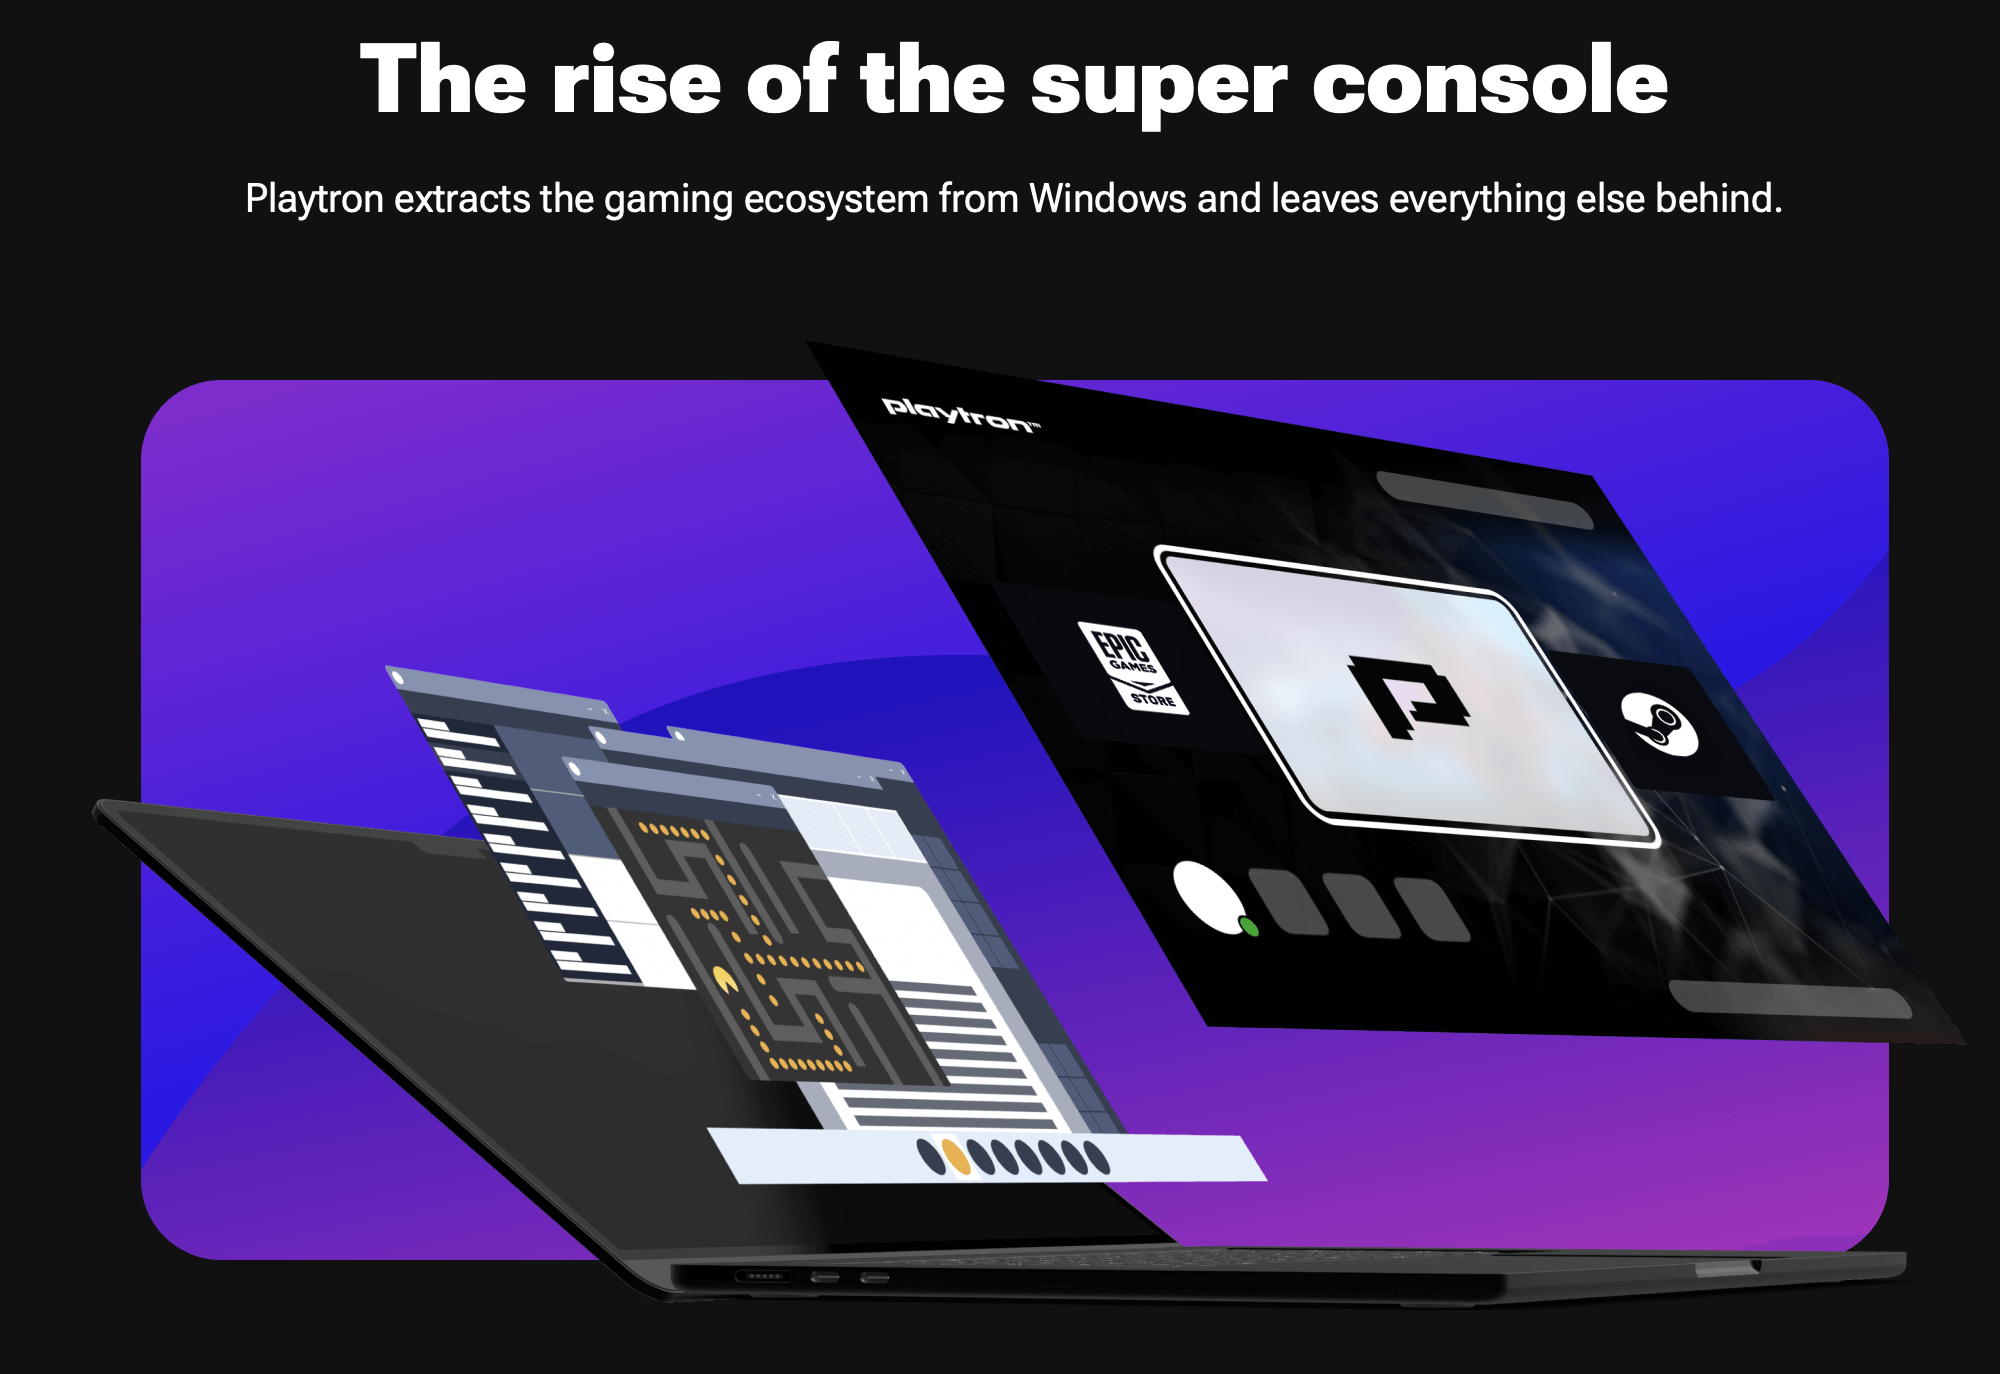 The rise of the super console
Playtron extracts the gaming ecosystem from Windows and leaves everything else behind.
playtron™
EPIC
GAMES
STORE